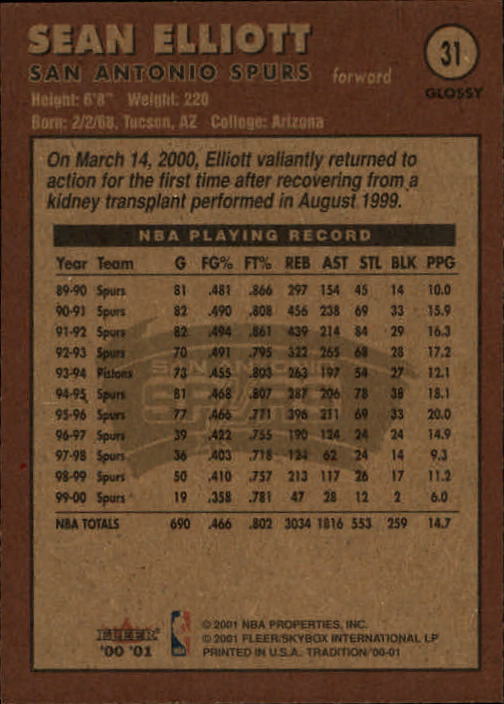 SEAN ELLIOTT
31
SAN ANTONIO SPURS forward
GLOSSY
Height: 6'8" Weight: 220
Born: 2/2/68, Tucson, AZ College: Arizona
On March 14, 2000, Elliott valiantly returned to
action for the first time after recovering from a
kidney transplant performed in August 1999.
NBA PLAYING RECORD
Year Team G FG% FT% REB AST STL BLK PPG
89-90 Spurs 81 .481 .866 297 154 45 14 10.0
90-91 Spurs 82 .490 .808 456 238 69 33 15.9
91-92 Spurs 82 .494 .861 439 214 84 29 16.3
92-93 Spurs 70 .491 .795 322 265 68 28 17.2
93-94 Pistons 73 .455 .803 263 197 54 27 12.1
94-95 Spurs 81 .468 .807 287 206 78 38 18.1
95-96 Spurs 77 .466 .771 396 211 69 33 20.0
96-97 Spurs 39 .422 .755 190 124 24 24 14.9
97-98 Spurs 36 .403 .718 124 62 24 14 9.3
98-99 Spurs 50 .410 .757 213 117 26 17 11.2
99-00 Spurs 19 .358 .781 47 28 12 2 6.0
NBA TOTALS 690 .466 .802 3034 1816 553 259 14.7
FLEER
'00 '01
© 2001 NBA PROPERTIES, INC.
© 2001 FLEER/SKYBOX INTERNATIONAL LP
PRINTED IN U.S.A. TRADITION '00-01